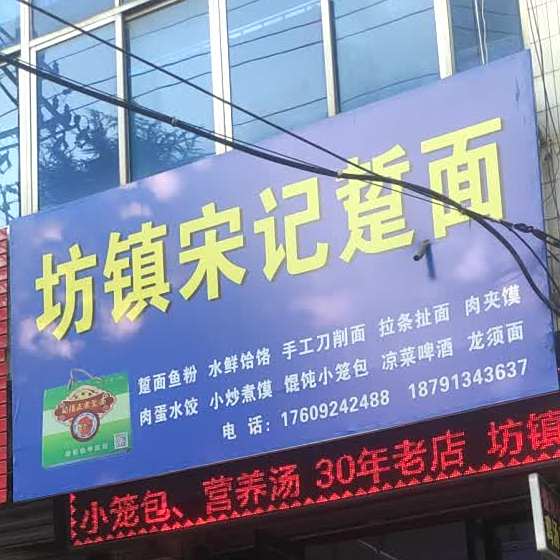 坊镇宋记踅面
踅面鱼粉 水鲜饸饹 手工刀削面 拉条扯面 肉夹馍
肉蛋水饺 小炒煮馍 馄饨小笼包 凉菜啤酒 龙须面
电 话：17609242488 18791343637
小笼包、营养汤 30年老店 坊镇